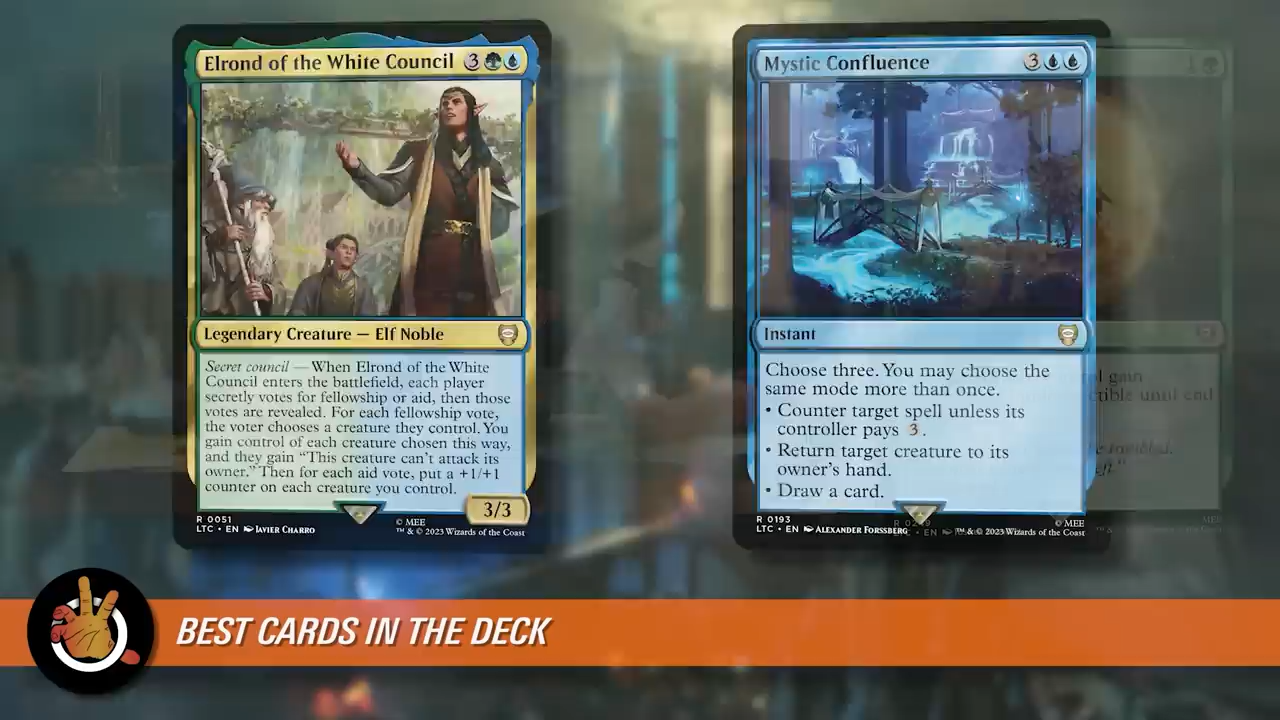 Elrond of the White Council 3
Legendary Creature — Elf Noble
Secret council — When Elrond of the White
Council enters the battlefield, each player
secretly votes for fellowship or aid, then those
votes are revealed. For each fellowship vote,
the voter chooses a creature they control. You
gain control of each creature chosen this way,
and they gain "This creature can't attack its
owner." Then for each aid vote, put a +1/+1
counter on each creature you control.
3/3
R 0051
LTC • EN Javier Charro
© MEE
™ & © 2023 Wizards of the Coast
Mystic Confluence 3
Instant
Choose three. You may choose the
same mode more than once.
• Counter target spell unless its
controller pays 3.
• Return target creature to its
owner's hand.
• Draw a card.
R 0193
LTC • EN Alexander Forssberg
© MEE
™ & © 2023 Wizards of the Coast
1
gain
until end
BEST CARDS IN THE DECK